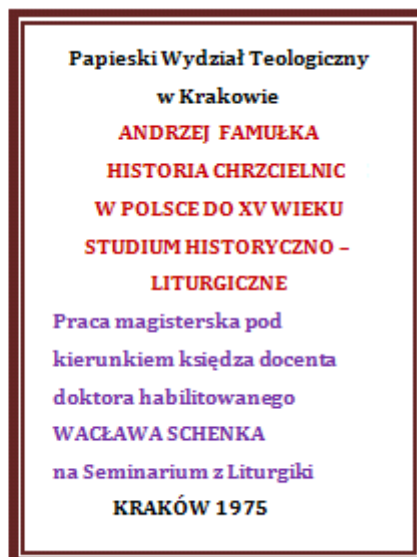 Papieski Wydział Teologiczny
w Krakowie
ANDRZEJ FAMUŁKA
HISTORIA CHRZCIELNIC
W POLSCE DO XV WIEKU
STUDIUM HISTORYCZNO –
LITURGICZNE
Praca magisterska pod
kierunkiem księdza docenta
doktora habilitowanego
WACŁAWA SCHENKA
na Seminarium z Liturgiki
KRAKÓW 1975